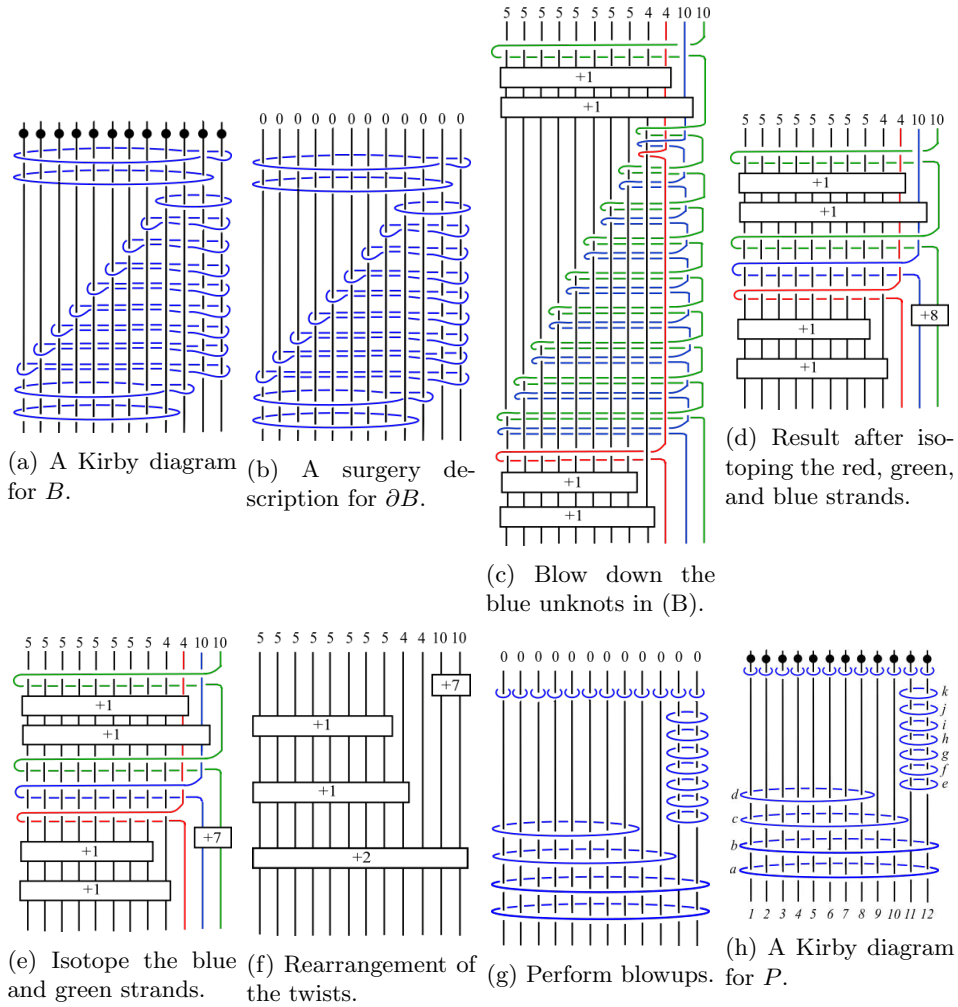 5 5 5 5 5 5 5 5 4 4 10 10
+1
+1
+1
+1
(c) Blow down the
blue unknots in (B).
(a) A Kirby diagram
for B.
0 0 0 0 0 0 0 0 0 0 0 0
(b) A surgery de-
scription for ∂B.
5 5 5 5 5 5 5 5 4 4 10 10
+1
+1
+8
+1
+1
(d) Result after iso-
toping the red, green,
and blue strands.
5 5 5 5 5 5 5 5 4 4 10 10
+1
+1
+7
+1
+1
(e) Isotope the blue
and green strands.
5 5 5 5 5 5 5 5 4 4 10 10
+7
+1
+1
+2
(f) Rearrangement of
the twists.
0 0 0 0 0 0 0 0 0 0 0 0
(g) Perform blowups.
k
j
i
h
g
f
e
d
c
b
a
1 2 3 4 5 6 7 8 9 10 11 12
(h) A Kirby diagram
for P.